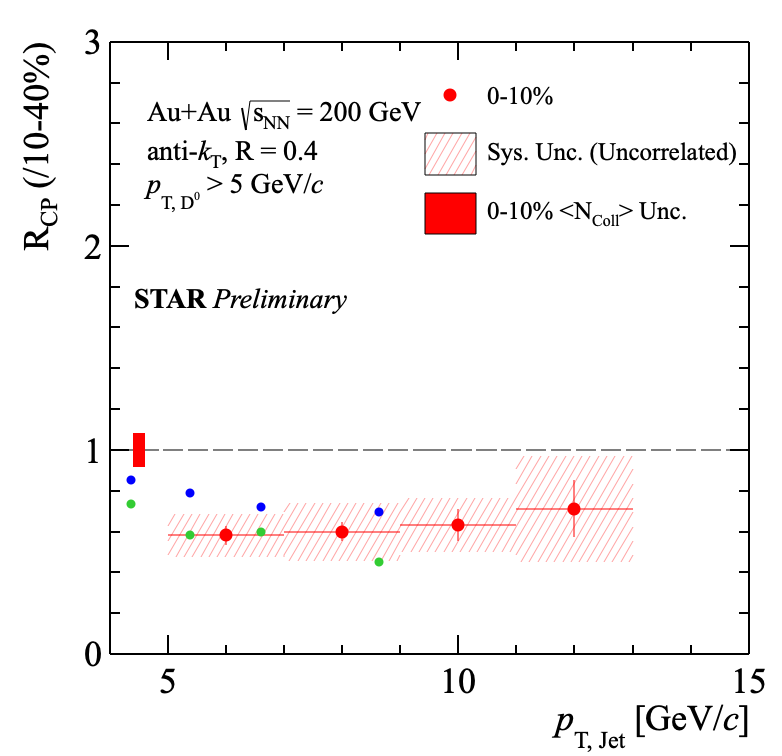 3
2
1
0
R_CP (/10-40%)
Au+Au √s_NN = 200 GeV
anti-k_T, R = 0.4
p_T, D^0 > 5 GeV/c
STAR Preliminary
0-10%
Sys. Unc. (Uncorrelated)
0-10% <N_Coll> Unc.
5
10
15
p_T, Jet [GeV/c]